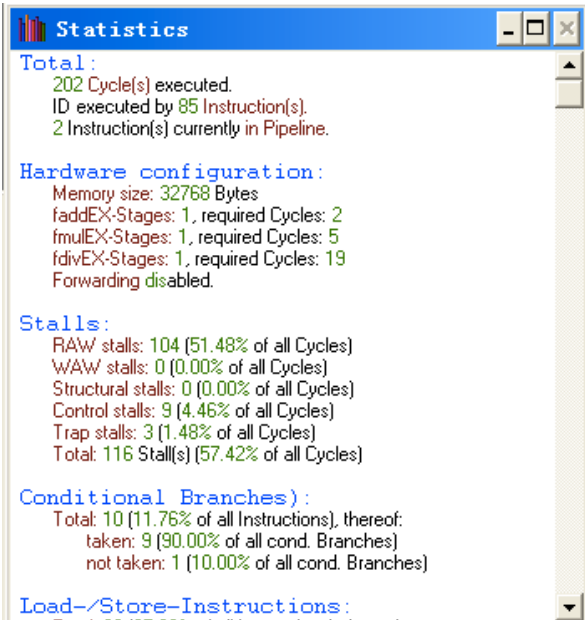 Statistics
Total:
202 Cycle(s) executed.
ID executed by 85 Instruction(s).
2 Instruction(s) currently in Pipeline.
Hardware configuration:
Memory size: 32768 Bytes
faddEX-Stages: 1, required Cycles: 2
fmulEX-Stages: 1, required Cycles: 5
fdivEX-Stages: 1, required Cycles: 19
Forwarding disabled.
Stalls:
RAW stalls: 104 (51.48% of all Cycles)
WAW stalls: 0 (0.00% of all Cycles)
Structural stalls: 0 (0.00% of all Cycles)
Control stalls: 9 (4.46% of all Cycles)
Trap stalls: 3 (1.48% of all Cycles)
Total: 116 Stall(s) (57.42% of all Cycles)
Conditional Branches):
Total: 10 (11.76% of all Instructions), thereof:
taken: 9 (90.00% of all cond. Branches)
not taken: 1 (10.00% of all cond. Branches)
Load-/Store-Instructions: